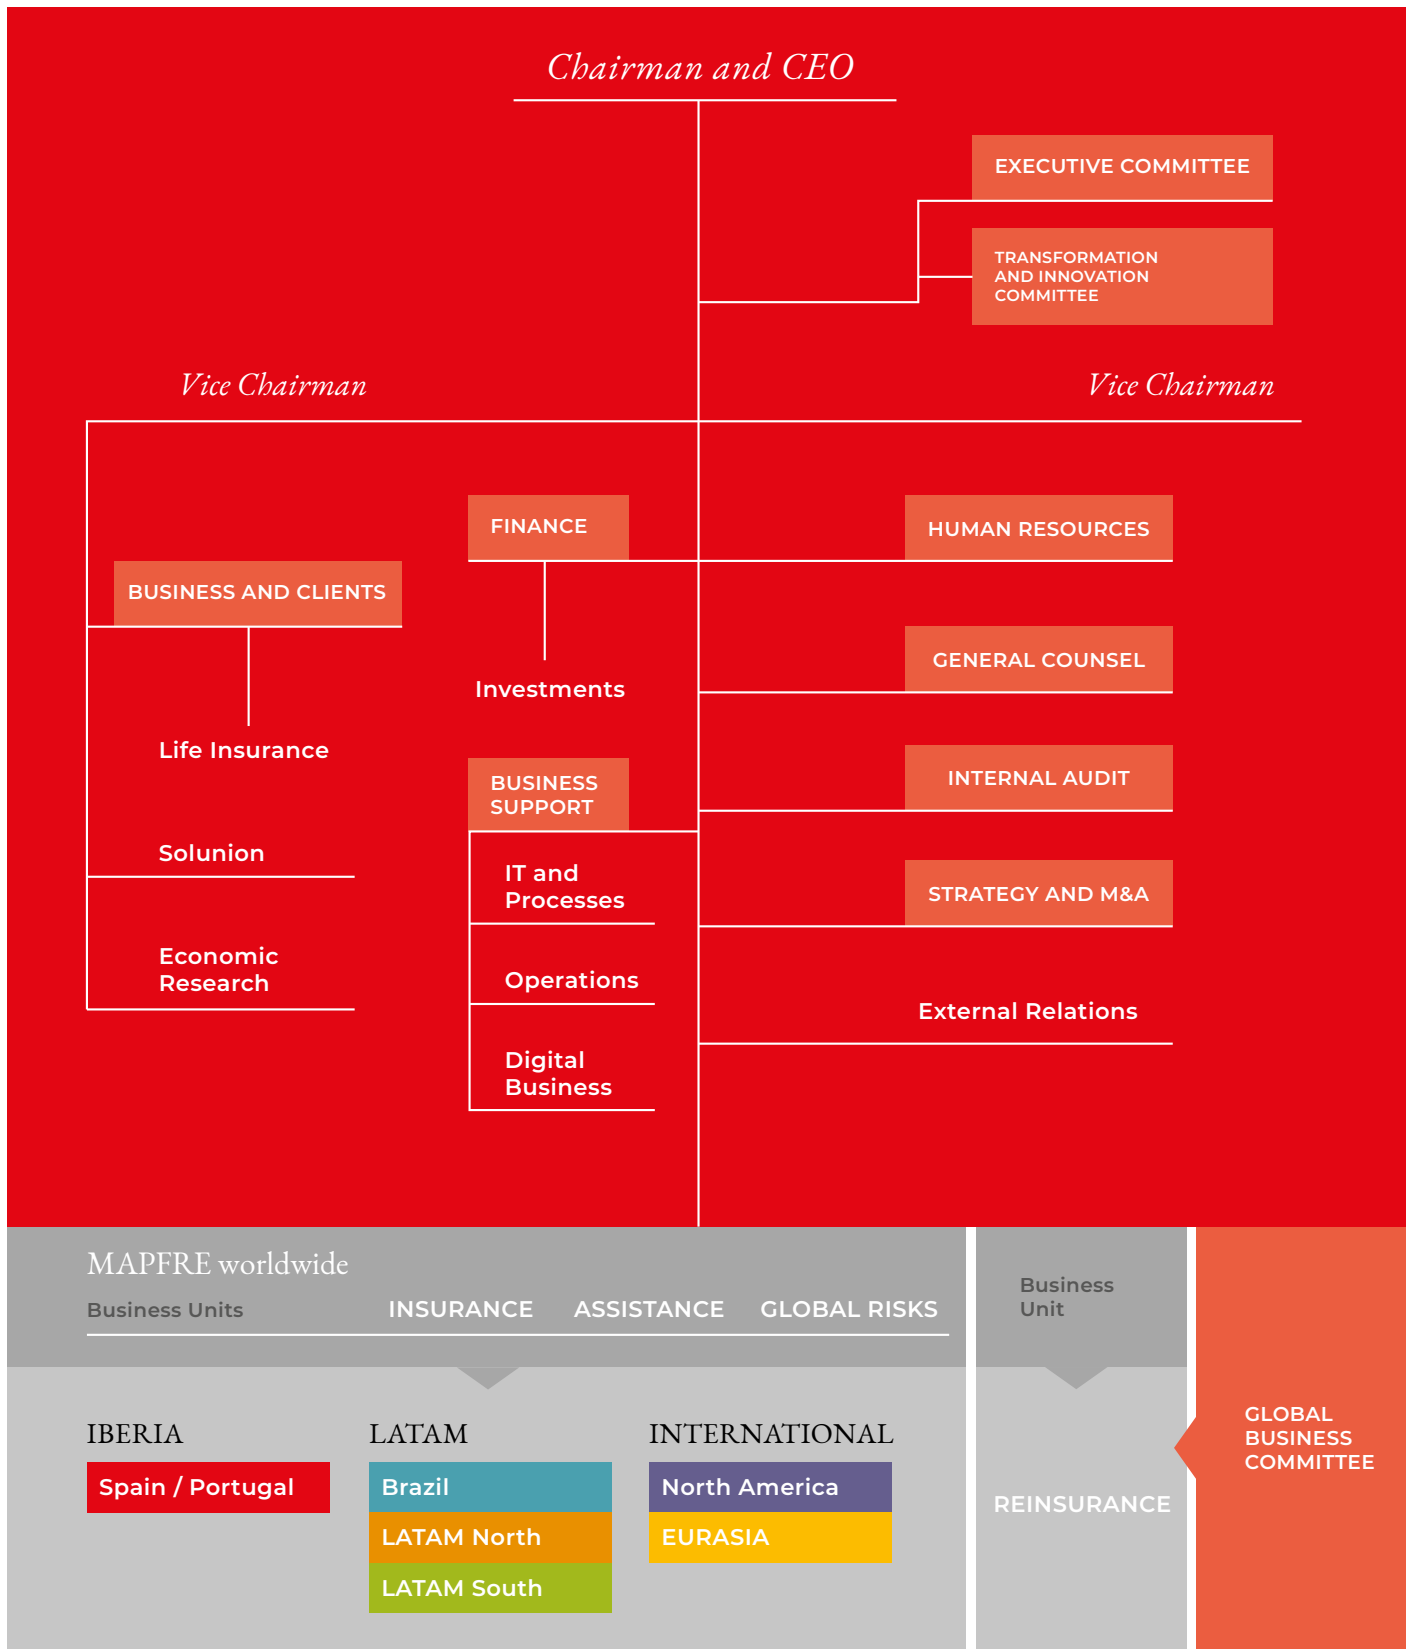 Chairman and CEO
EXECUTIVE COMMITTEE
TRANSFORMATION
AND INNOVATION
COMMITTEE
Vice Chairman
Vice Chairman
BUSINESS AND CLIENTS
Life Insurance
Solunion
Economic
Research
FINANCE
Investments
BUSINESS
SUPPORT
IT and
Processes
Operations
Digital
Business
HUMAN RESOURCES
GENERAL COUNSEL
INTERNAL AUDIT
STRATEGY AND M&A
External Relations
MAPFRE worldwide
Business Units
INSURANCE
ASSISTANCE
GLOBAL RISKS
IBERIA
Spain / Portugal
LATAM
Brazil
LATAM North
LATAM South
INTERNATIONAL
North America
EURASIA
Business
Unit
REINSURANCE
GLOBAL
BUSINESS
COMMITTEE